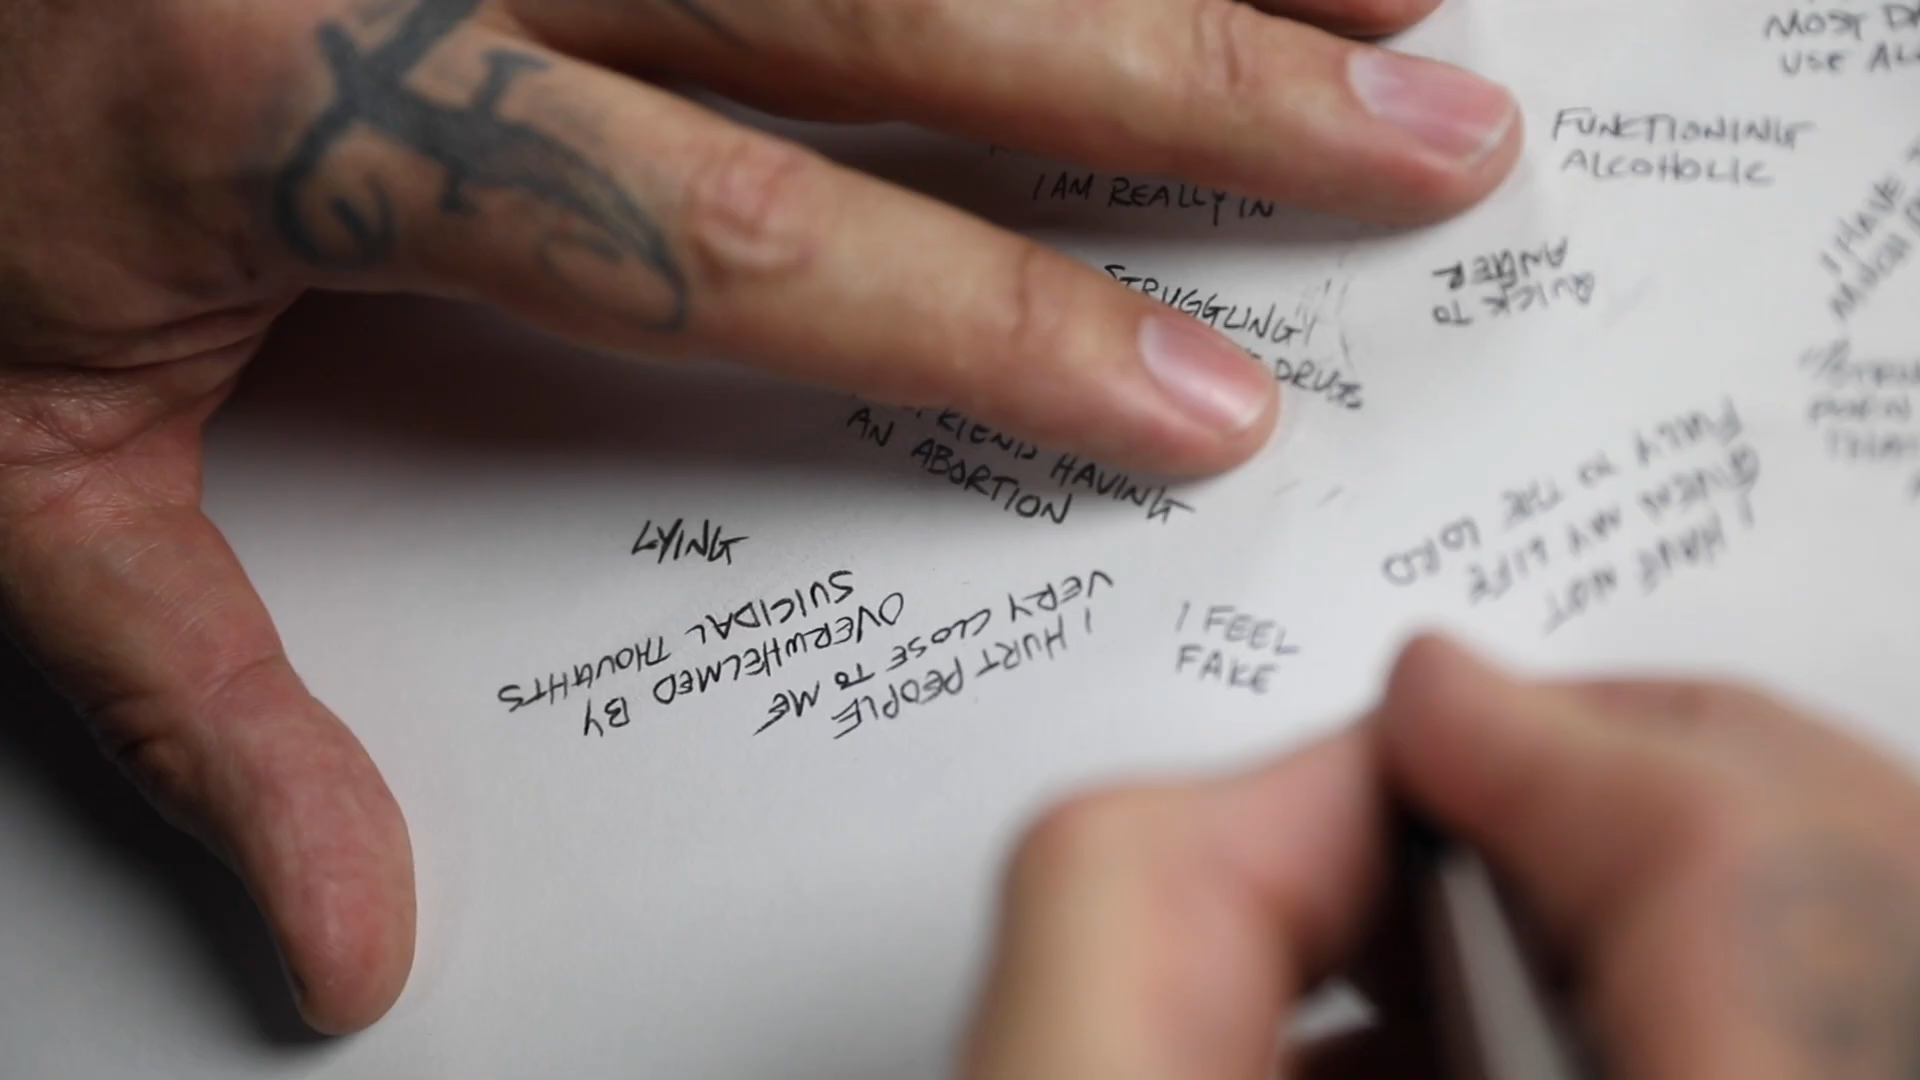 MOST
USE
FUNCTIONING
ALCOHOLIC
I AM REALLY IN
QUICK TO
ANGER
I HAVE
STRUGGLING
DRUGS
HAVING
AN ABORTION
I HAVE NOT
GIVEN MY LIFE
FULLY TO THE LORD
LYING
OVERWHELMED BY
SUICIDAL THOUGHTS
I HURT PEOPLE
VERY CLOSE TO ME
I FEEL
FAKE